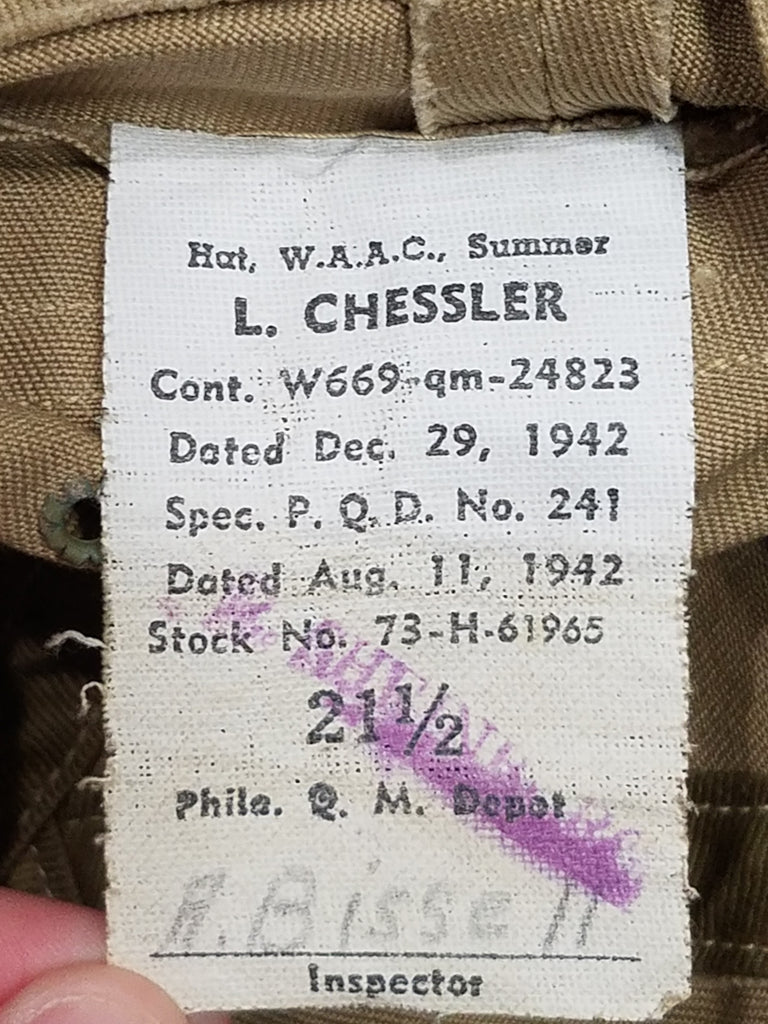 Hat, W.A.A.C., Summer
L. CHESSLER
Cont. W669-qm-24823
Dated Dec. 29, 1942
Spec. P. Q. D. No. 241
Dated Aug. 11, 1942
Stock No. 73-H-61965
21 1/2
Phila. Q. M. Depot
Bissell
Inspector